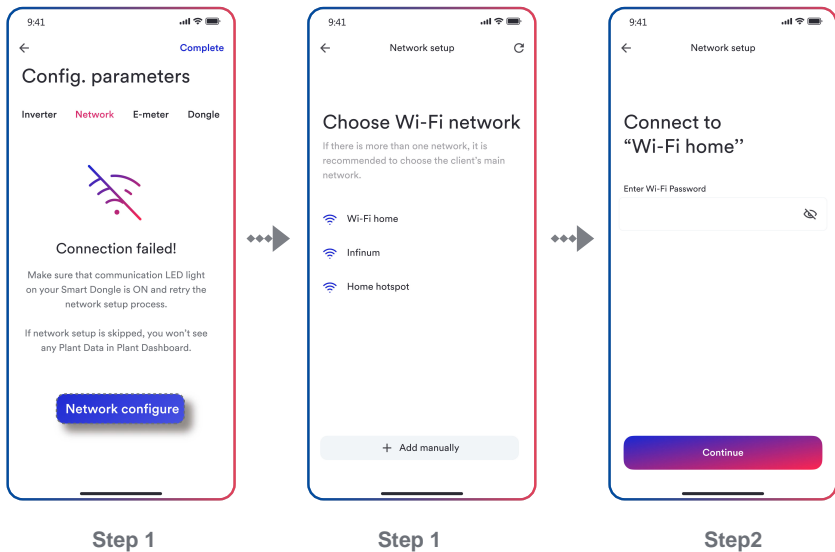 9:41
Complete
Config. parameters
Inverter Network E-meter Dongle
Connection failed!
Make sure that communication LED light
on your Smart Dongle is ON and retry the
network setup process.
If network setup is skipped, you won't see
any Plant Data in Plant Dashboard.
Network configure
Step 1
9:41
Network setup
Choose Wi-Fi network
If there is more than one network, it is
recommended to choose the client's main
network.
Wi-Fi home
Infinum
Home hotspot
+ Add manually
Step 1
9:41
Network setup
Connect to
“Wi-Fi home’’
Enter Wi-Fi Password
Continue
Step2